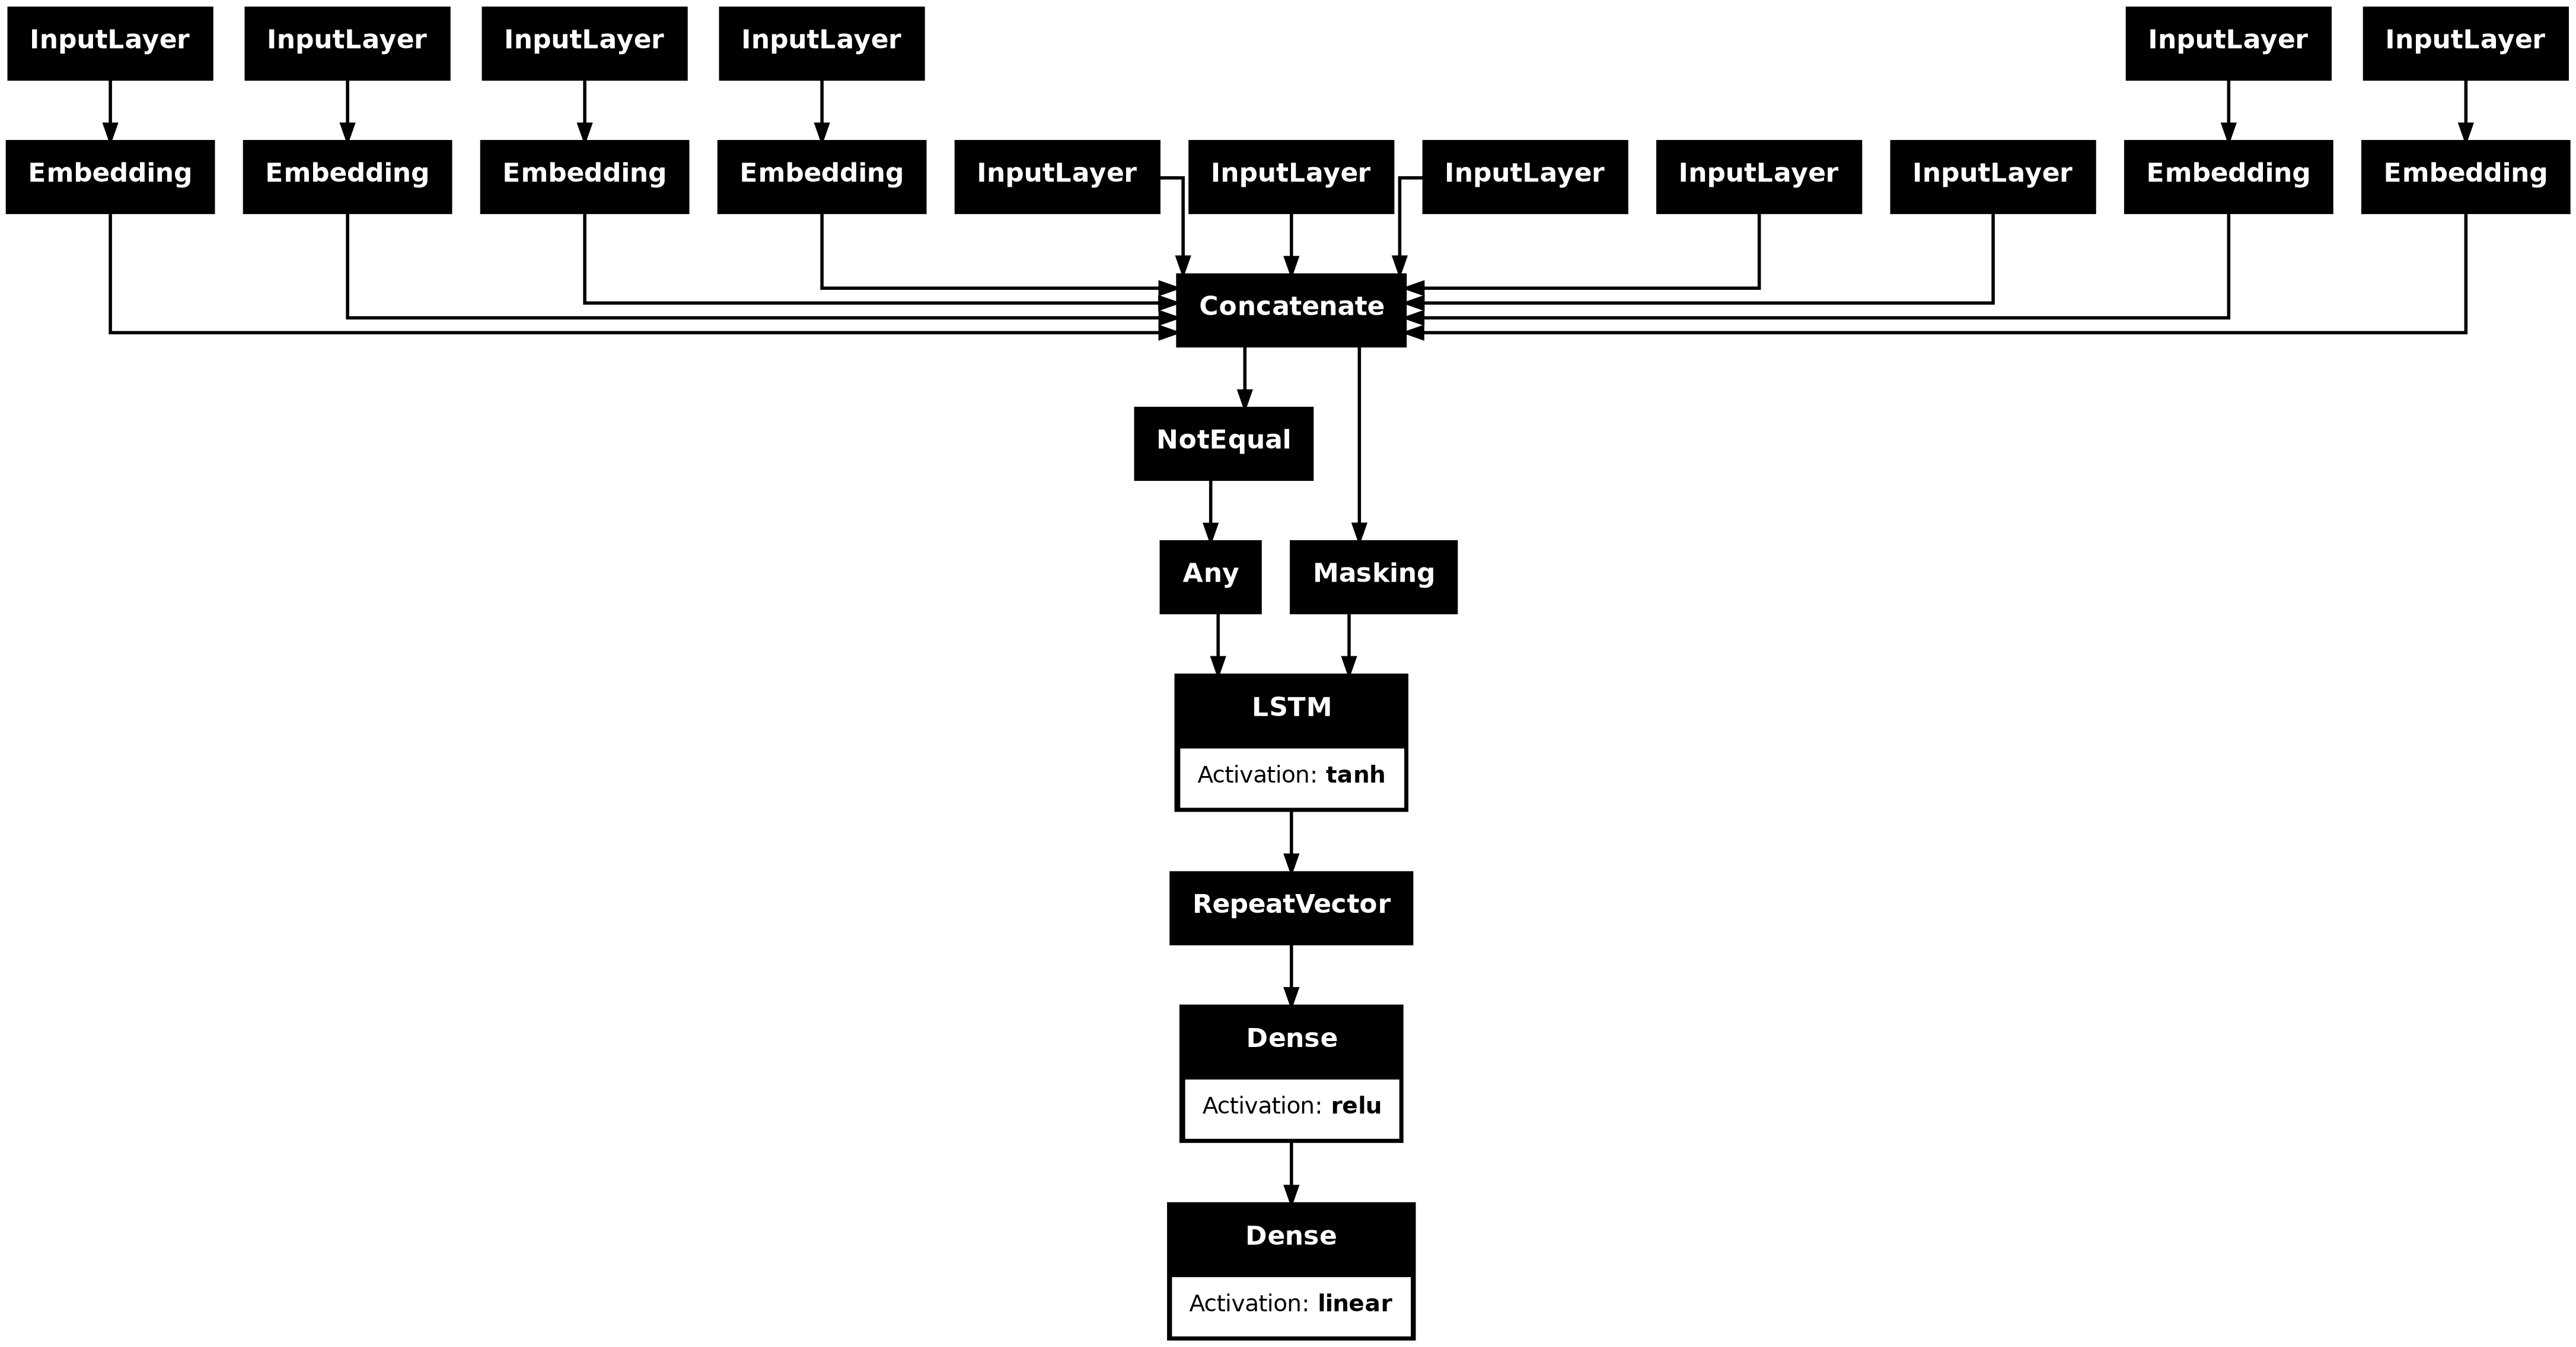 InputLayer InputLayer InputLayer InputLayer InputLayer InputLayer
Embedding Embedding Embedding Embedding InputLayer InputLayer InputLayer InputLayer InputLayer Embedding Embedding
Concatenate
NotEqual
Any Masking
LSTM
Activation: tanh
RepeatVector
Dense
Activation: relu
Dense
Activation: linear